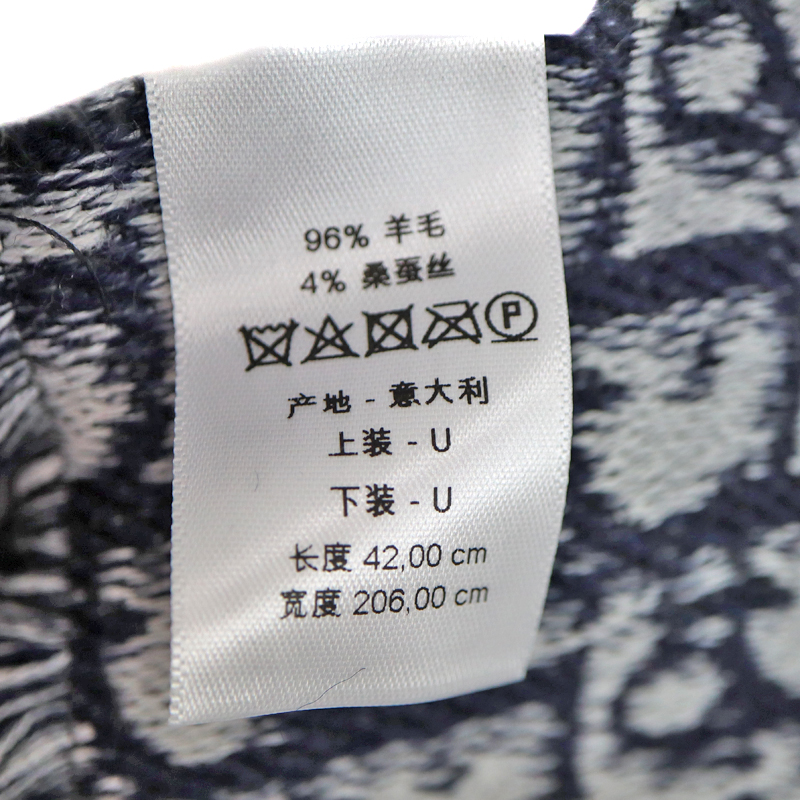 96% 羊毛
4% 桑蚕丝
P
产地 - 意大利
上装 - U
下装 - U
长度 42,00 cm
宽度 206,00 cm